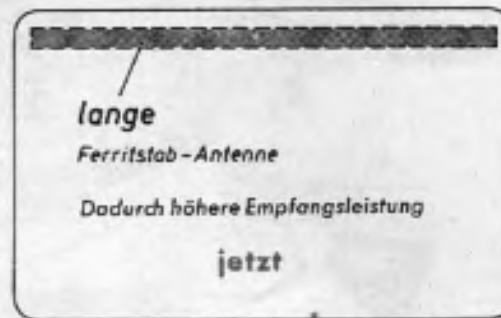 lange
Ferritstab-Antenne
Dadurch höhere Empfangsleistung
jetzt